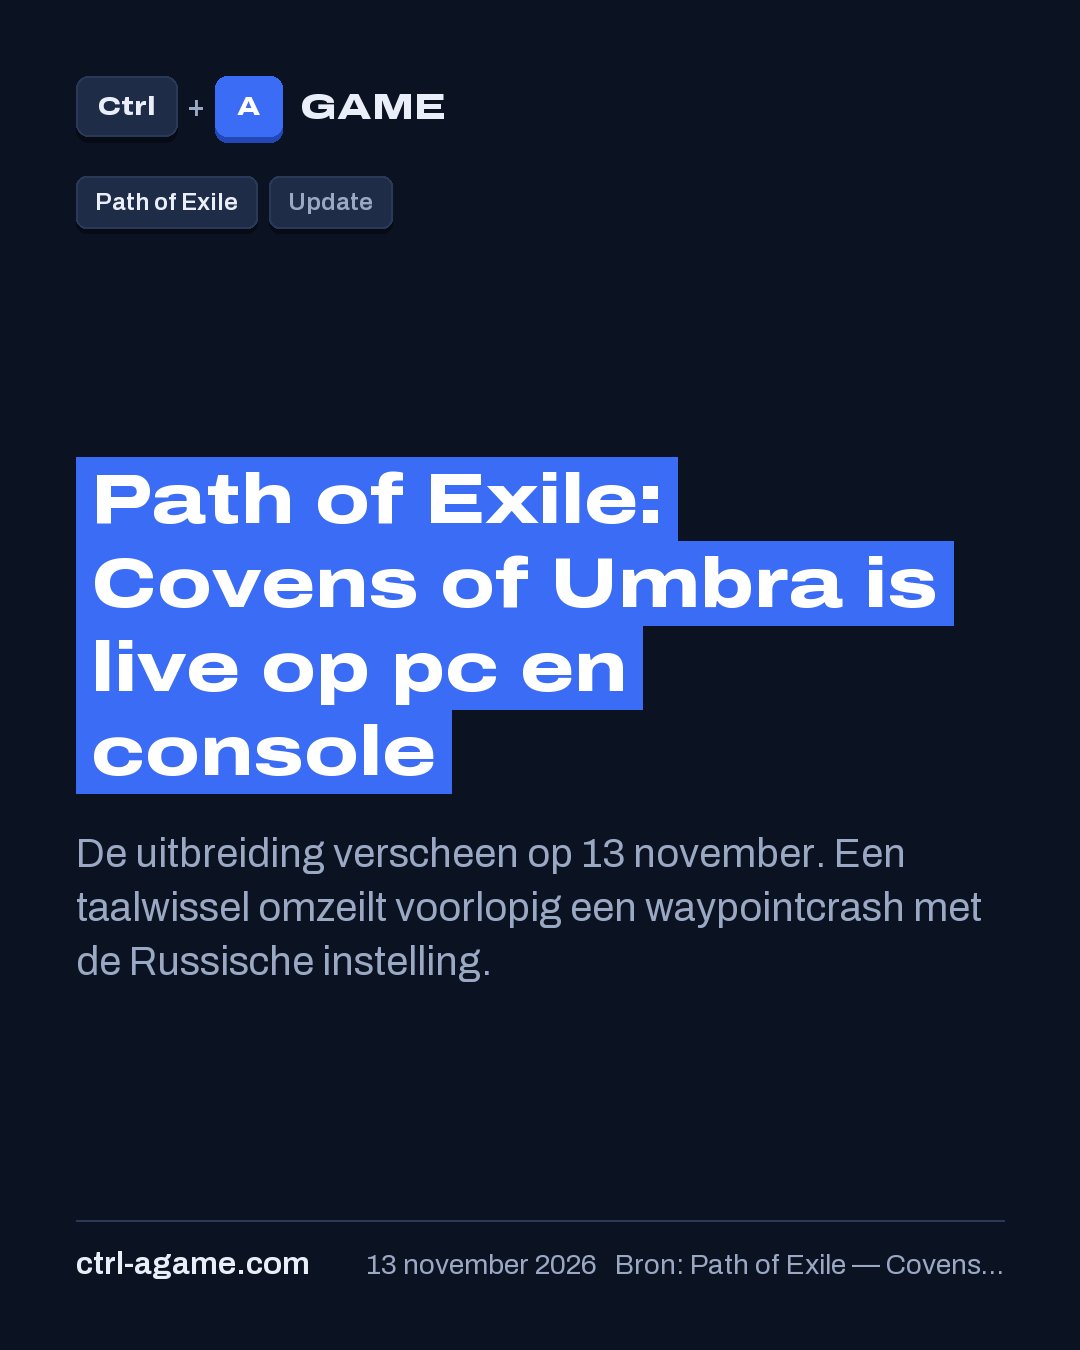 Ctrl + A GAME
Path of Exile Update
Path of Exile:
Covens of Umbra is
live op pc en
console
De uitbreiding verscheen op 13 november. Een
taalwissel omzeilt voorlopig een waypointcrash met
de Russische instelling.
ctrl-agame.com 13 november 2026 Bron: Path of Exile — Covens...